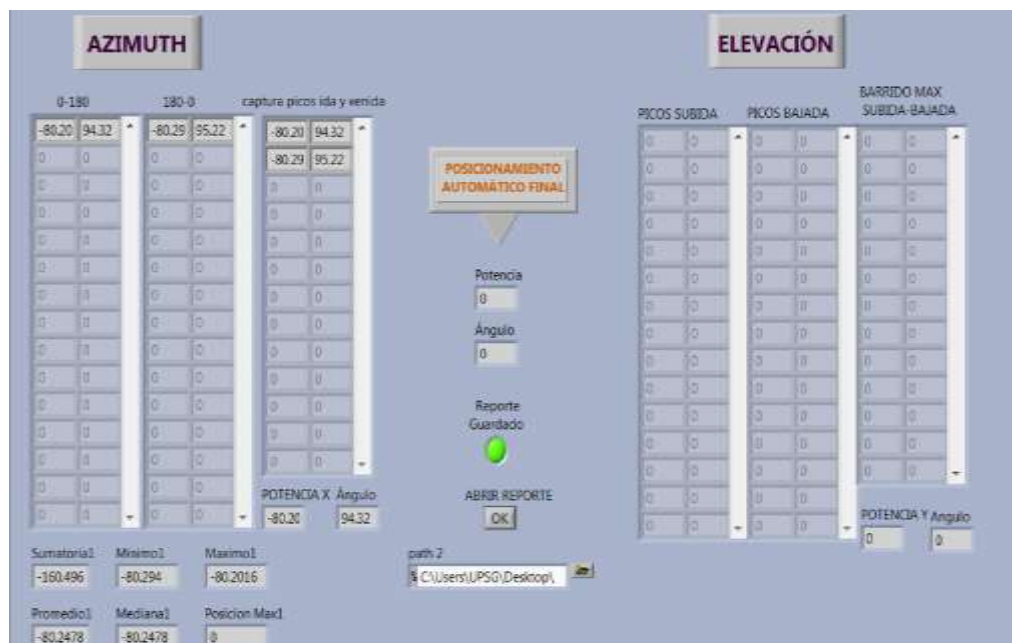 AZIMUTH
ELEVACIÓN
0-180
180-0
captura picos ida y venida
-80.20 94.32
-80.29 95.22
-80.20 94.32
-80.29 95.22
POSICIONAMIENTO
AUTOMÁTICO FINAL
Potencia
0
Ángulo
0
Reporte
Guardado
ABRIR REPORTE
OK
POTENCIA X Ángulo
-80.20 94.32
PICOS SUBIDA
PICOS BAJADA
BARRIDO MAX
SUBIDA-BAJADA
POTENCIA Y Angulo
0 0
Sumatoria1 Minimo1 Maximo1
-160.496 -80.294 -80.2016
path 2
C:\Users\UPSG\Desktop\
Promedio1 Mediana1 Posicion Max1
-80.2478 -80.2478 0